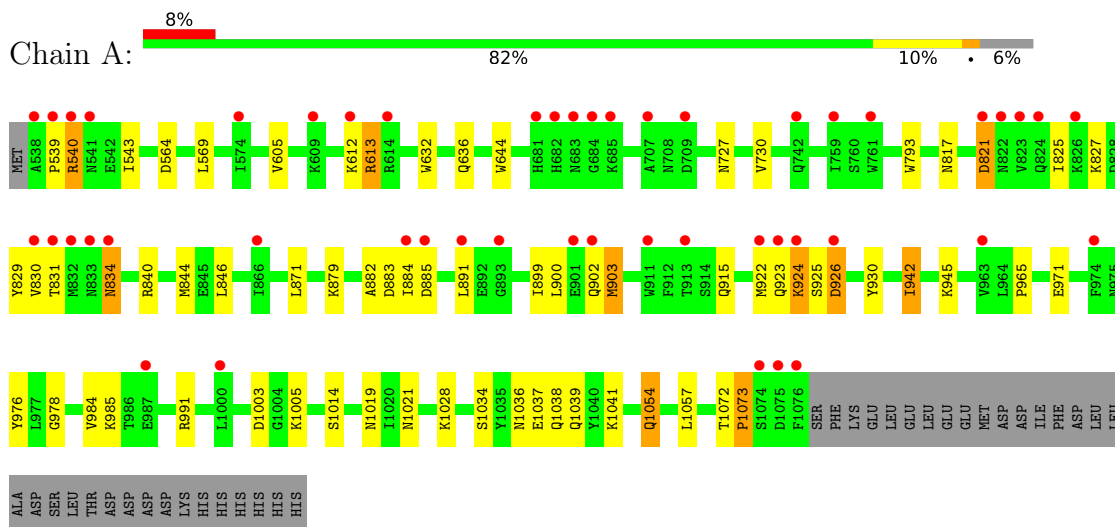 8%
Chain A:
82% 10% • 6%
MET A538 P539 R540 N541 E542 I543 D564 L569 I574 V605 K609 K612 R613 R614 W632 Q636 W644 H681 H682 N683 G684 K685 A707 N708 D709 N727 V730 Q742 I759 S760 W761 W793 N817 D821 N822 V823 Q824 I825 K826 K827 D828
Y829 V830 T831 M832 N833 N834 R840 M844 E845 L846 I866 L871 K879 A882 D883 I884 D885 L891 E892 G893 I899 L900 E901 Q902 M903 W911 F912 T913 S914 Q915 M922 Q923 K924 S925 D926 Y930 I942 K945 V963 L964 P965 E971 F974 N975
Y976 L977 G978 V984 K985 T986 E987 R991 L1000 D1003 G1004 K1005 S1014 N1019 I1020 N1021 K1028 S1034 Y1035 N1036 E1037 Q1038 Q1039 Y1040 K1041 Q1054 L1057 T1072 P1073 S1074 D1075 F1076 SER PHE LYS GLU LEU GLU LEU GLU GLU MET ASP ASP ILE PHE ASP LEU LEU
ALA ASP SER LEU THR ASP ASP ASP ASP LYS HIS HIS HIS HIS HIS HIS